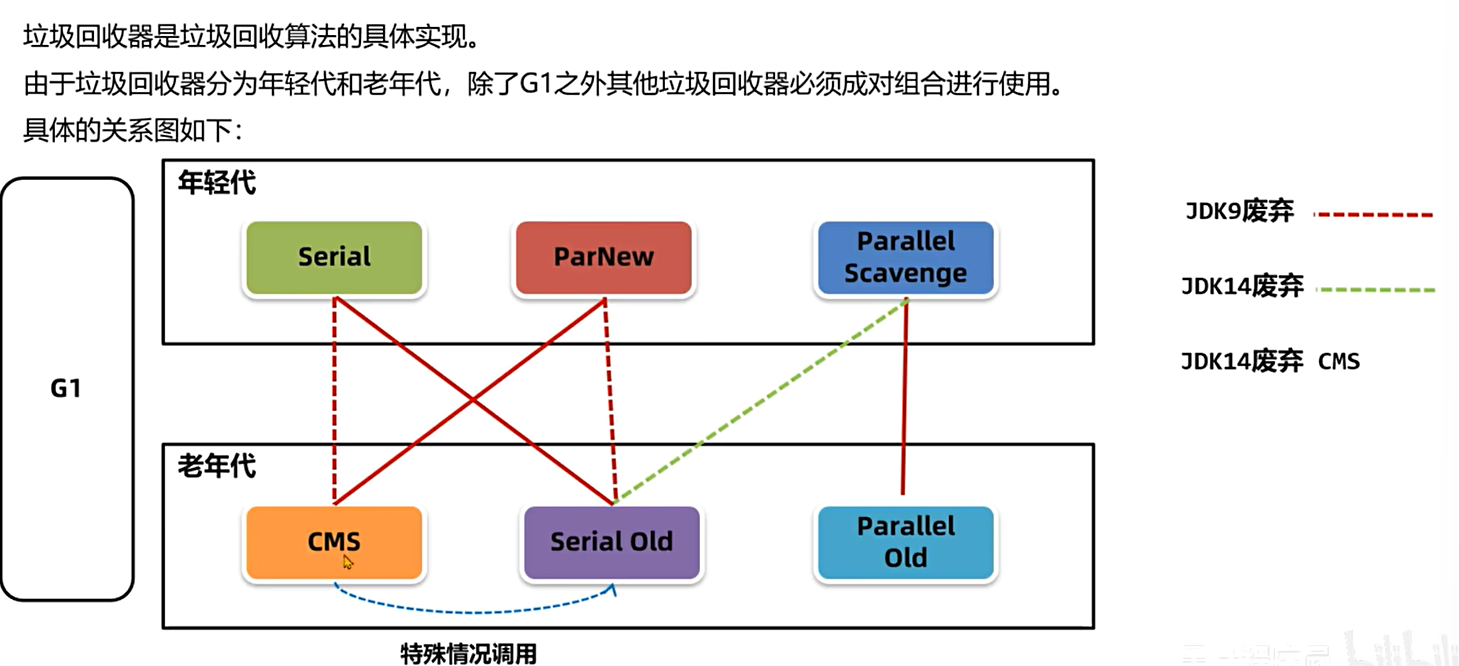 垃圾回收器是垃圾回收算法的具体实现。
由于垃圾回收器分为年轻代和老年代，除了G1之外其他垃圾回收器必须成对组合进行使用。
具体的关系图如下：
G1
年轻代
Serial
ParNew
Parallel
Scavenge
老年代
CMS
Serial Old
Parallel
Old
特殊情况调用
JDK9废弃
JDK14废弃
JDK14废弃 CMS